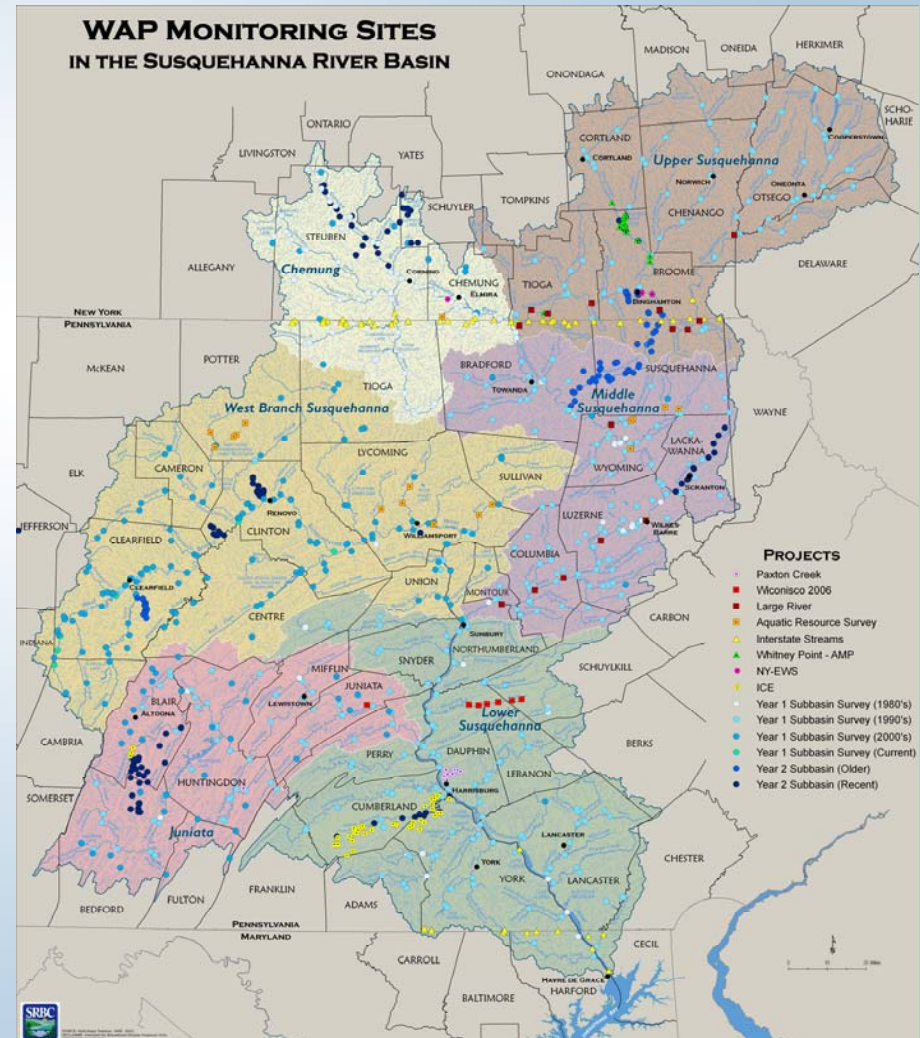 WAP MONITORING SITES
IN THE SUSQUEHANNA RIVER BASIN
HERKIMER
ONEIDA
MADISON
ONONDAGA
SCHO-
HARIE
ONTARIO
CORTLAND
COOPERSTOWN
LIVINGSTON
YATES
CORTLAND
Upper Susquehanna
NORWICH
ONEONTA
SCHUYLER
TOMPKINS
OTSEGO
CHENANGO
STEUBEN
DELAWARE
ALLEGANY
Chemung
CORNING
CHEMUNG
TIOGA
BROOME
ELMIRA
BINGHAMTON
NEW YORK
PENNSYLVANIA
POTTER
BRADFORD
SUSQUEHANNA
MCKEAN
TIOGA
TOWANDA
Middle
Susquehanna
West Branch Susquehanna
WAYNE
LACKA-
WANNA
LYCOMING
ELK
CAMERON
SULLIVAN
WYOMING
SCRANTON
RENOVO
LUZERNE
JEFFERSON
CLINTON
WILLIAMSPORT
WILKES-
BARRE
CLEARFIELD
COLUMBIA
CLEARFIELD
UNION
MONTOUR
CENTRE
CARBON
INDIANA
SUNBURY
NORTHUMBERLAND
SNYDER
MIFFLIN
SCHUYLKILL
JUNIATA
BLAIR
LEWISTOWN
ALTOONA
Lower
Susquehanna
CAMBRIA
PERRY
DAUPHIN
BERKS
HUNTINGDON
LEBANON
SOMERSET
HARRISBURG
CUMBERLAND
Juniata
LANCASTER
YORK
CHESTER
YORK
LANCASTER
FRANKLIN
FULTON
ADAMS
BEDFORD
PENNSYLVANIA
MARYLAND
CECIL
CARROLL
HAVRE DE GRACE
HARFORD
BALTIMORE
PROJECTS
Paxton Creek
Wiconisco 2006
Large River
Aquatic Resource Survey
Interstate Streams
Whitney Point - AMP
NY-EWS
ICE
Year 1 Subbasin Survey (1980's)
Year 1 Subbasin Survey (1990's)
Year 1 Subbasin Survey (2000's)
Year 1 Subbasin Survey (Current)
Year 2 Subbasin (Older)
Year 2 Subbasin (Recent)
SRBC